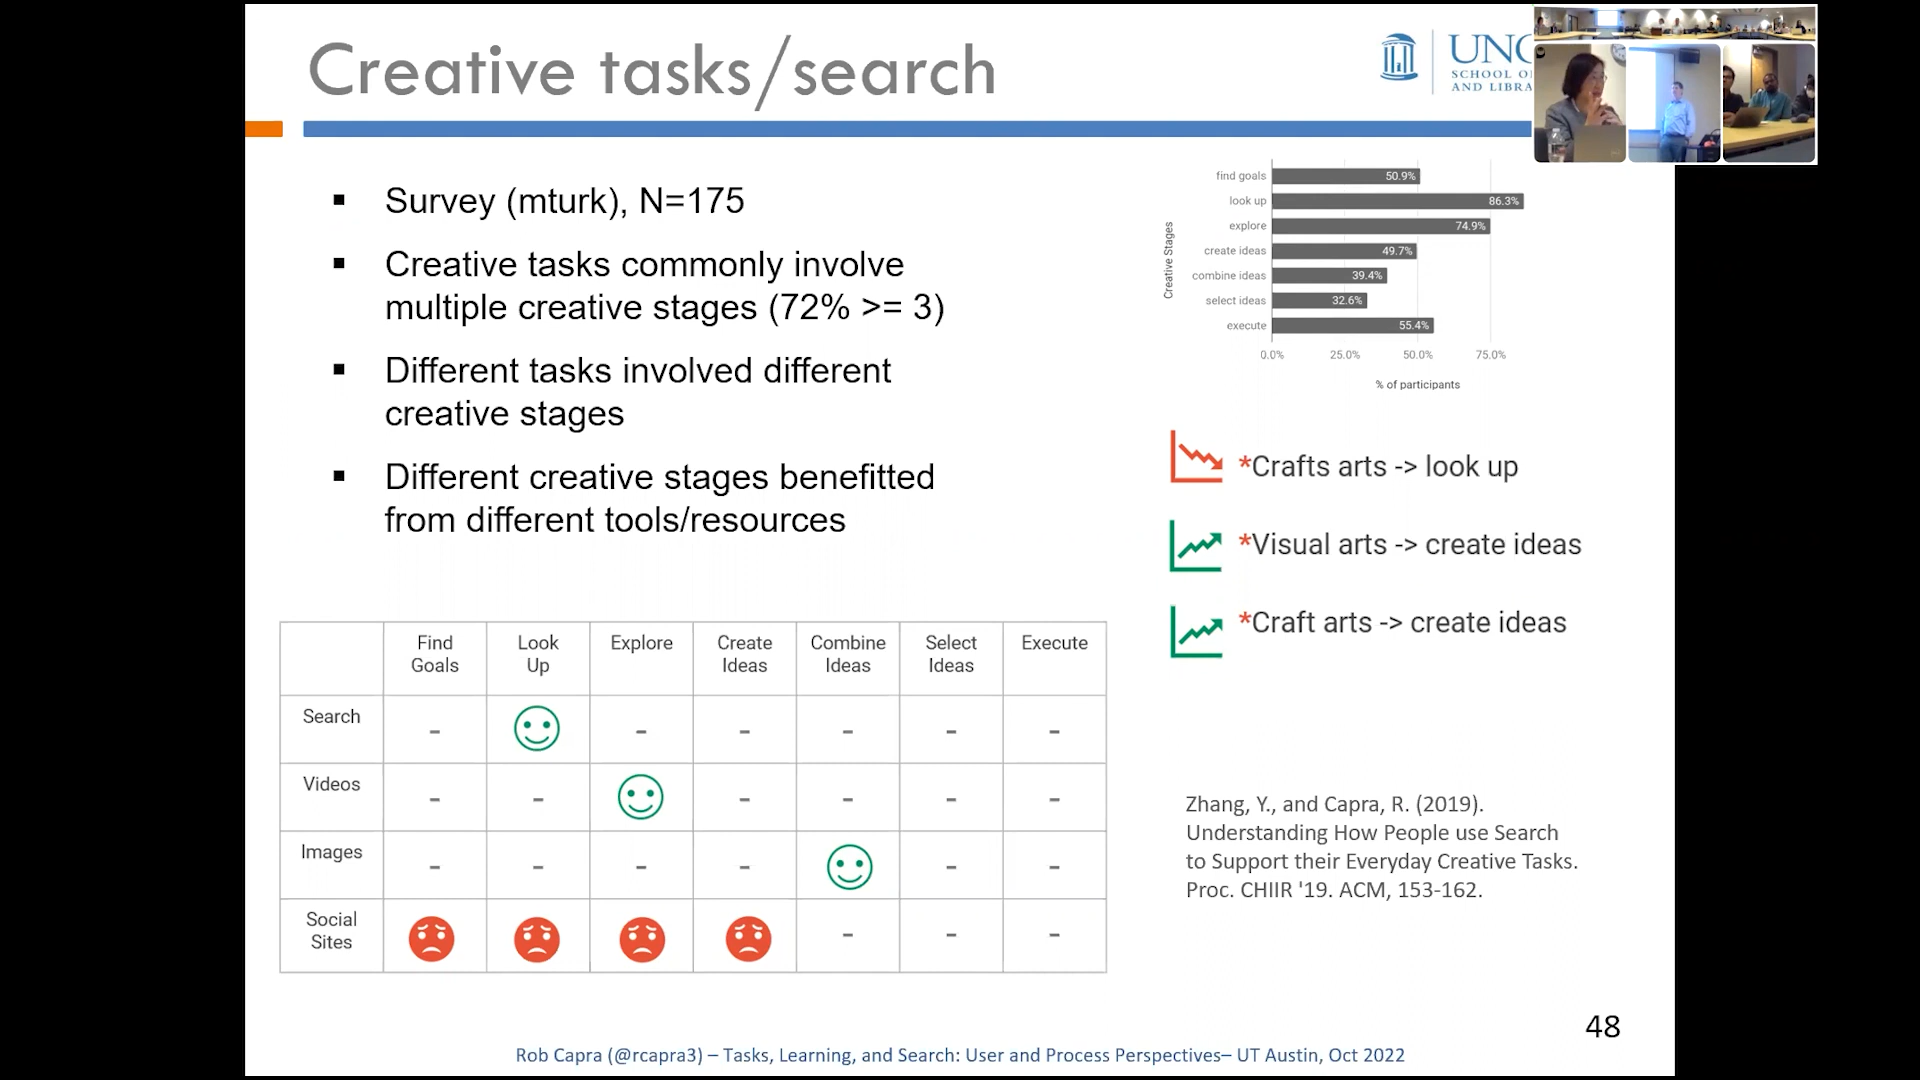 Creative tasks/search
UNC
SCHOOL O
AND LIBRA
▪ Survey (mturk), N=175
▪ Creative tasks commonly involve
multiple creative stages (72% >= 3)
▪ Different tasks involved different
creative stages
▪ Different creative stages benefitted
from different tools/resources
Creative Stages
find goals 50.9%
look up 86.3%
explore 74.9%
create ideas 49.7%
combine ideas 39.4%
select ideas 32.6%
execute 55.4%
0.0% 25.0% 50.0% 75.0%
% of participants
*Crafts arts -> look up
*Visual arts -> create ideas
*Craft arts -> create ideas
Find Goals Look Up Explore Create Ideas Combine Ideas Select Ideas Execute
Search - - - - - -
Videos - - - - - -
Images - - - - - -
Social Sites - - -
Zhang, Y., and Capra, R. (2019).
Understanding How People use Search
to Support their Everyday Creative Tasks.
Proc. CHIIR '19. ACM, 153-162.
48
Rob Capra (@rcapra3) – Tasks, Learning, and Search: User and Process Perspectives– UT Austin, Oct 2022